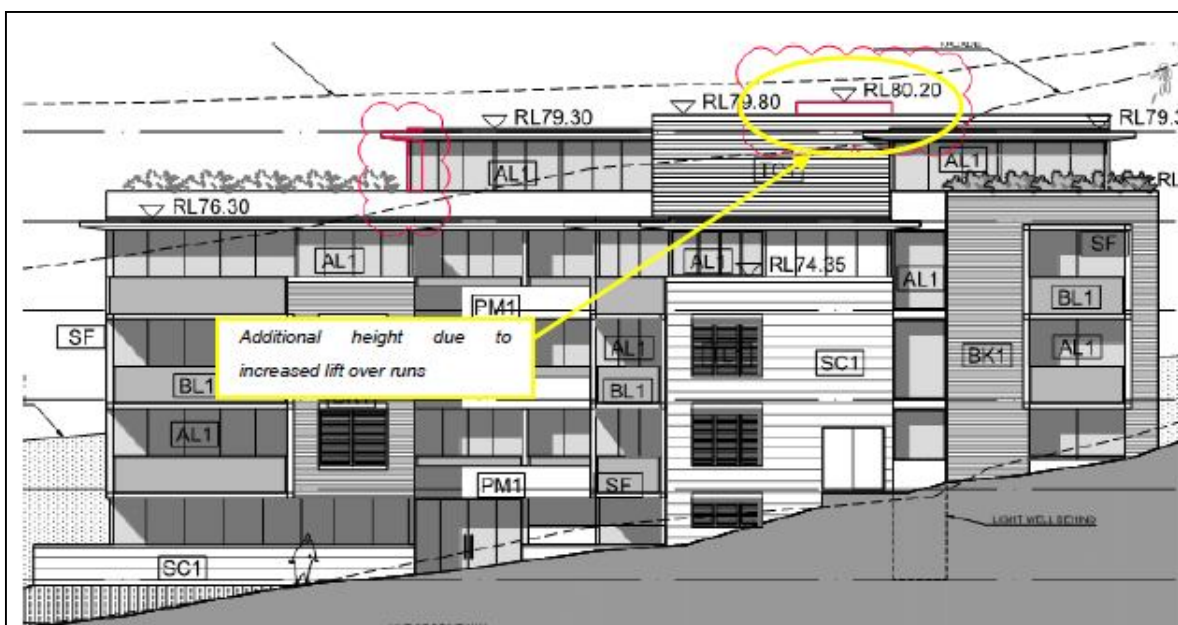 RL80.20
RL79.80
RL79.30
RL79.3
AL1
AL1
RL
RL76.30
SF
AL1
AL1
RL74.35
AL1
BL1
PM1
SF
Additional height due to
increased lift over runs
AL1
SC1
BK1
AL1
BL1
BL1
AL1
PM1
SF
LIGHT WELL BEHIND
SC1